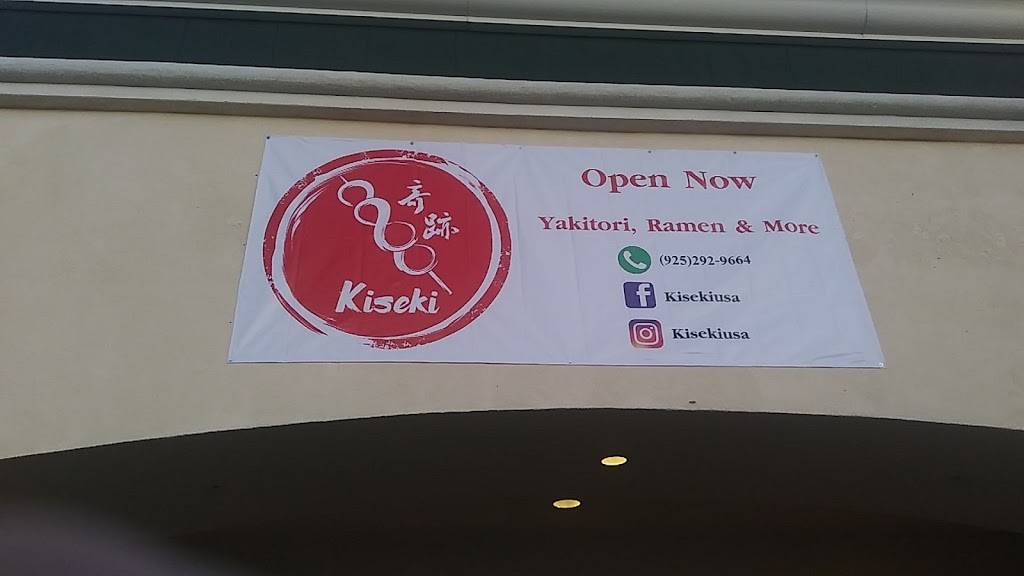 奇跡
Kiseki
Open Now
Yakitori, Ramen & More
(925)292-9664
Kisekiusa
Kisekiusa